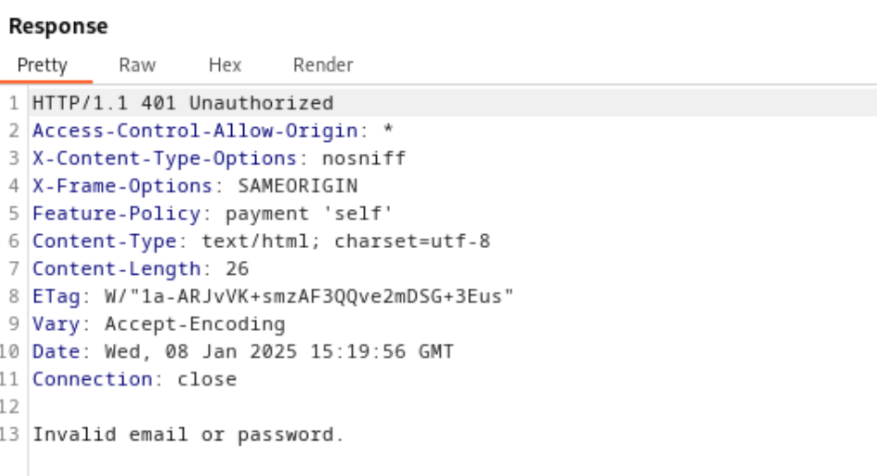 Response
Pretty Raw Hex Render
1 HTTP/1.1 401 Unauthorized
2 Access-Control-Allow-Origin: *
3 X-Content-Type-Options: nosniff
4 X-Frame-Options: SAMEORIGIN
5 Feature-Policy: payment 'self'
6 Content-Type: text/html; charset=utf-8
7 Content-Length: 26
8 ETag: W/"1a-ARJvVK+smzAF3QQve2mDSG+3Eus"
9 Vary: Accept-Encoding
10 Date: Wed, 08 Jan 2025 15:19:56 GMT
11 Connection: close
12
13 Invalid email or password.